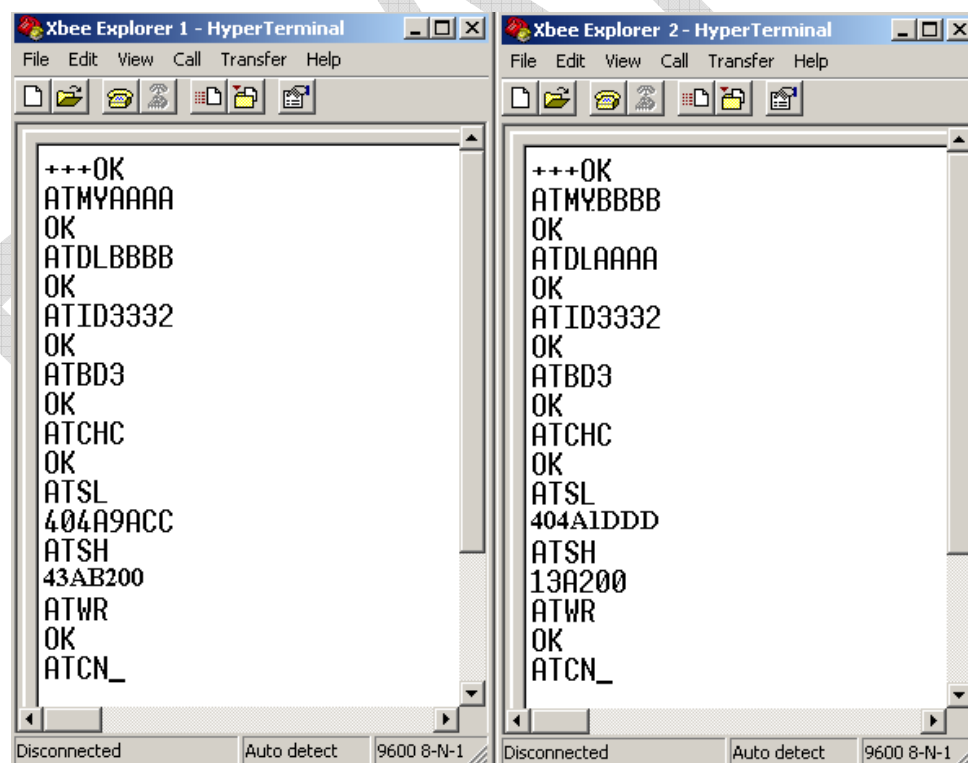 Xbee Explorer 1 - HyperTerminal
File Edit View Call Transfer Help
+++OK
ATMYAAAA
OK
ATDLBBBB
OK
ATID3332
OK
ATBD3
OK
ATCHC
OK
ATSL
404A9ACC
ATSH
43AB200
ATWR
OK
ATCN_
Disconnected Auto detect 9600 8-N-1
Xbee Explorer 2 - HyperTerminal
File Edit View Call Transfer Help
+++OK
ATMYBBBB
OK
ATDLAAAA
OK
ATID3332
OK
ATBD3
OK
ATCHC
OK
ATSL
404A1DDD
ATSH
13A200
ATWR
OK
ATCN_
Disconnected Auto detect 9600 8-N-1